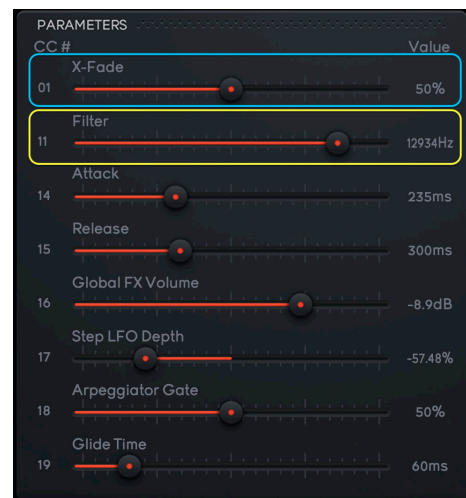 PARAMETERS
CC # Value
X-Fade
01 50%
Filter
11 12934Hz
Attack
14 235ms
Release
15 300ms
Global FX Volume
16 -8.9dB
Step LFO Depth
17 -57.48%
Arpeggiator Gate
18 50%
Glide Time
19 60ms